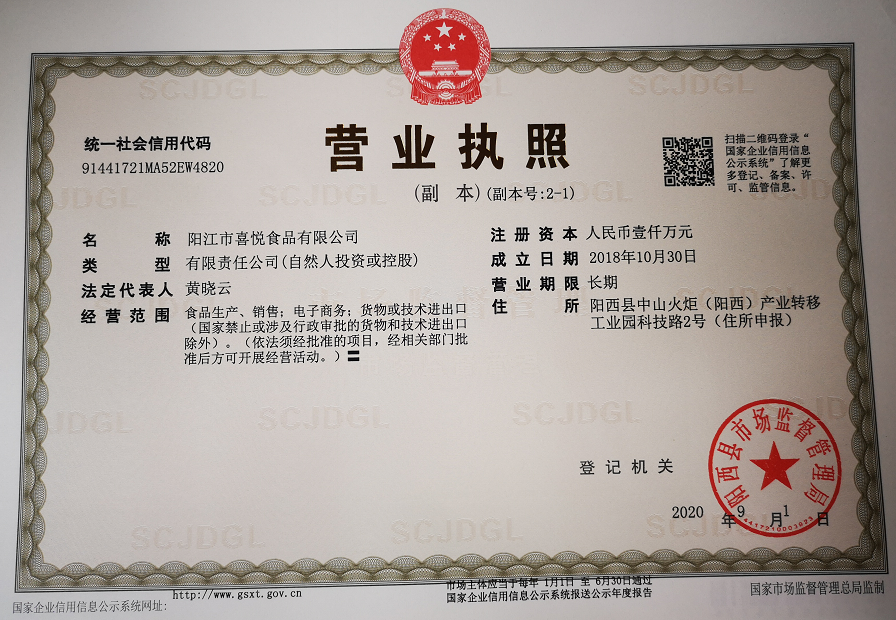 营业执照
(副 本)(副本号:2-1)
统一社会信用代码
91441721MA52EW4820
扫描二维码登录“
国家企业信用信息
公示系统”了解更
多登记、备案、许
可、监管信息。
名 称 阳江市喜悦食品有限公司
类 型 有限责任公司(自然人投资或控股)
法定代表人 黄晓云
经营范围 食品生产、销售；电子商务；货物或技术进出口
（国家禁止或涉及行政审批的货物和技术进出口
除外）。（依法须经批准的项目，经相关部门批
准后方可开展经营活动。）
注册资本 人民币壹仟万元
成立日期 2018年10月30日
营业期限 长期
住 所 阳西县中山火炬（阳西）产业转移
工业园科技路2号（住所申报）
SCJDGL
登记机关
阳西县市场监督管理局
4417210003823
2020 年9 月1 日
国家企业信用信息公示系统网址:
http://www.gsxt.gov.cn
市场主体应当于每年 1月1日 至 6月30日通过
国家企业信用信息公示系统报送公示年度报告
国家市场监督管理总局监制